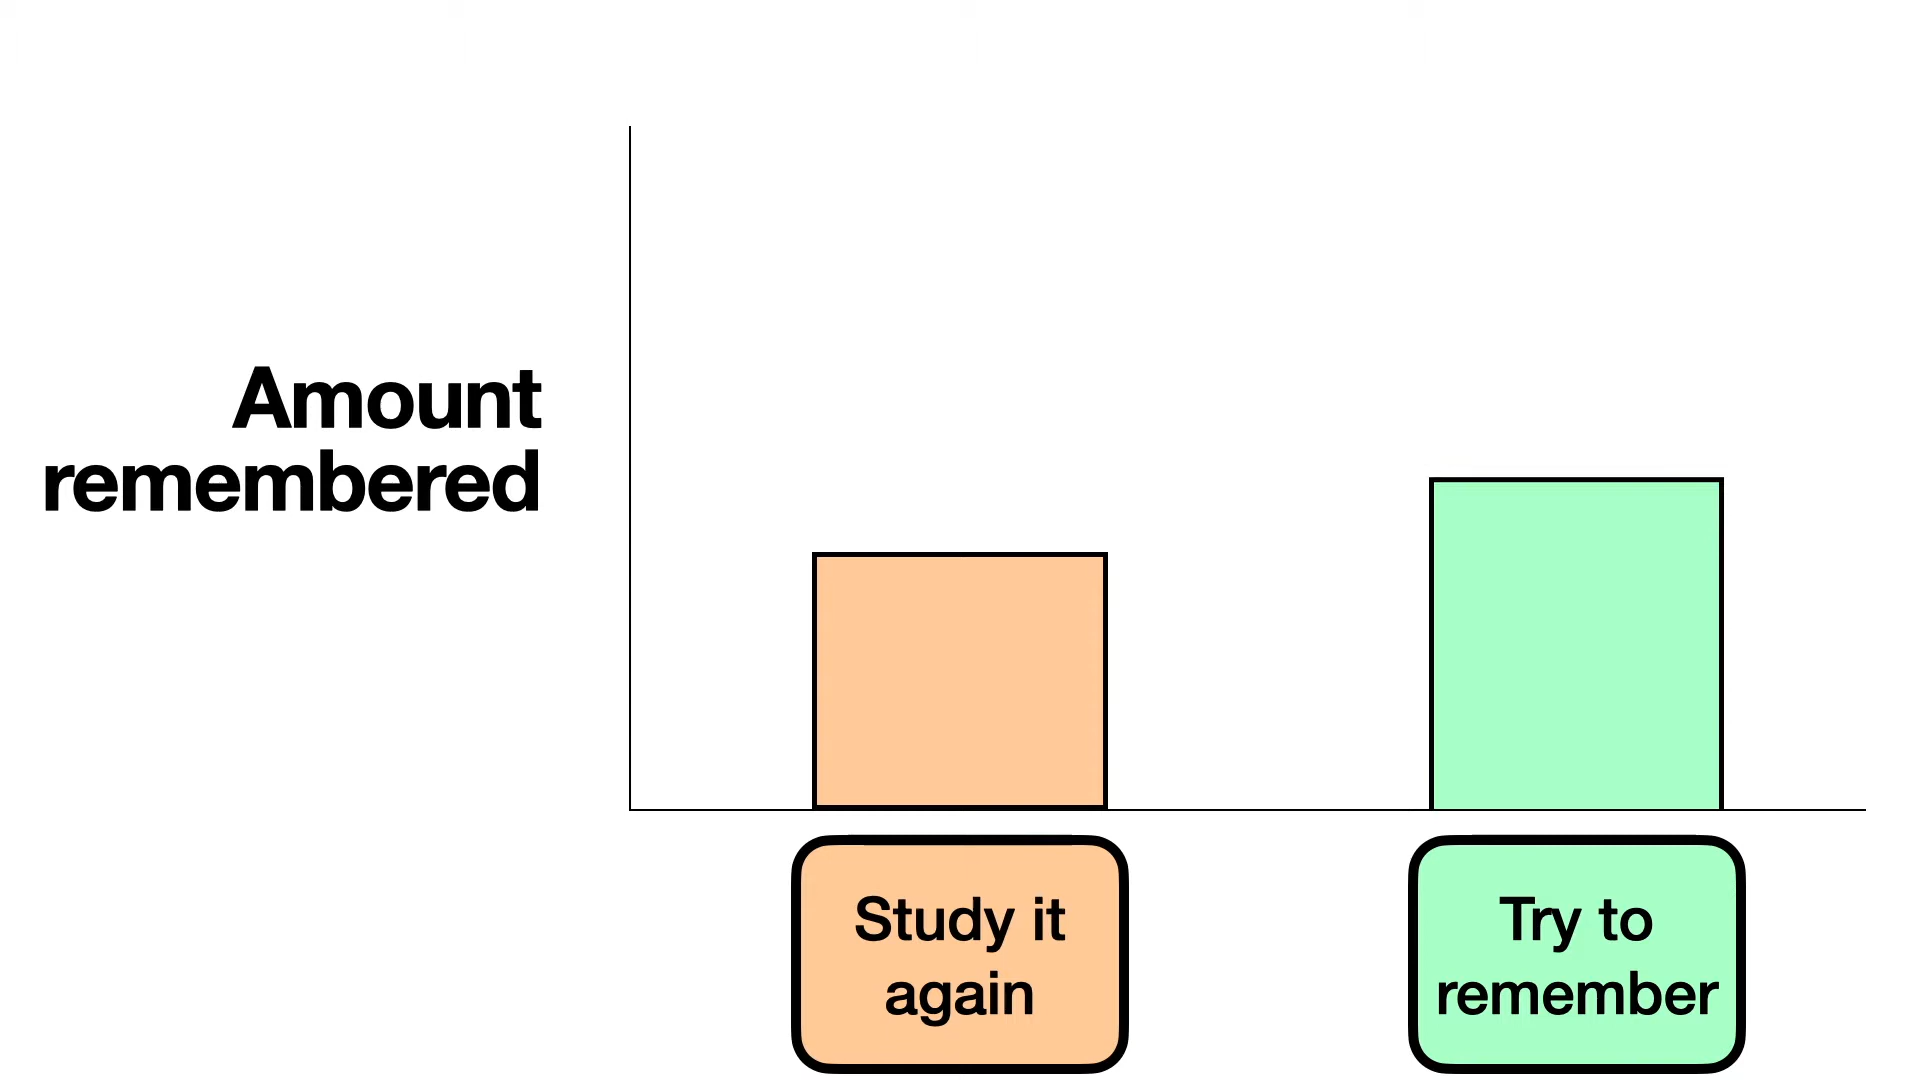 Amount
remembered
Study it
again
Try to
remember